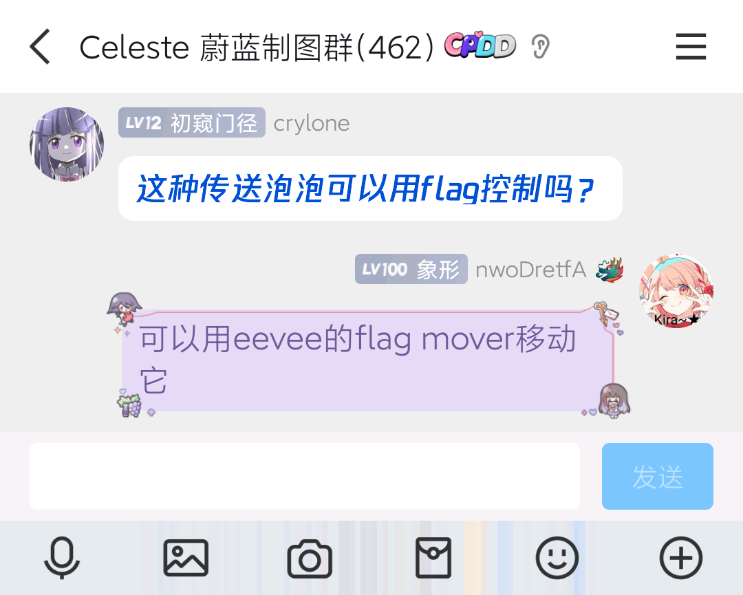 Celeste 蔚蓝制图群(462) CPDD
LV12 初窥门径 crylone
这种传送泡泡可以用flag控制吗？
LV100 象形 nwoDretfA
Kira~★
可以用eevee的flag mover移动
它
发送